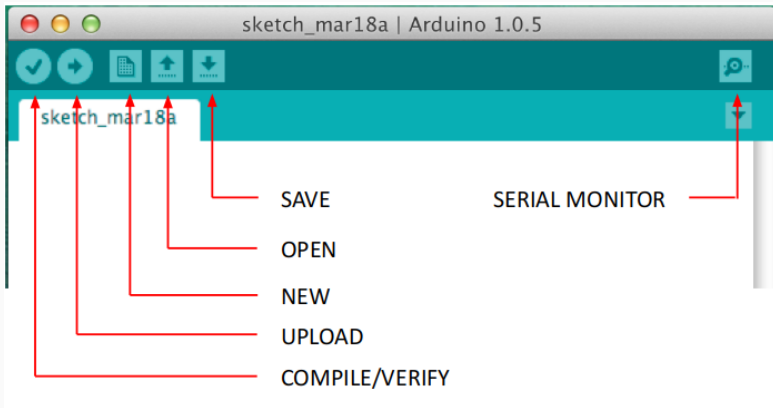 sketch_mar18a | Arduino 1.0.5
sketch_mar18a
SAVE
SERIAL MONITOR
OPEN
NEW
UPLOAD
COMPILE/VERIFY